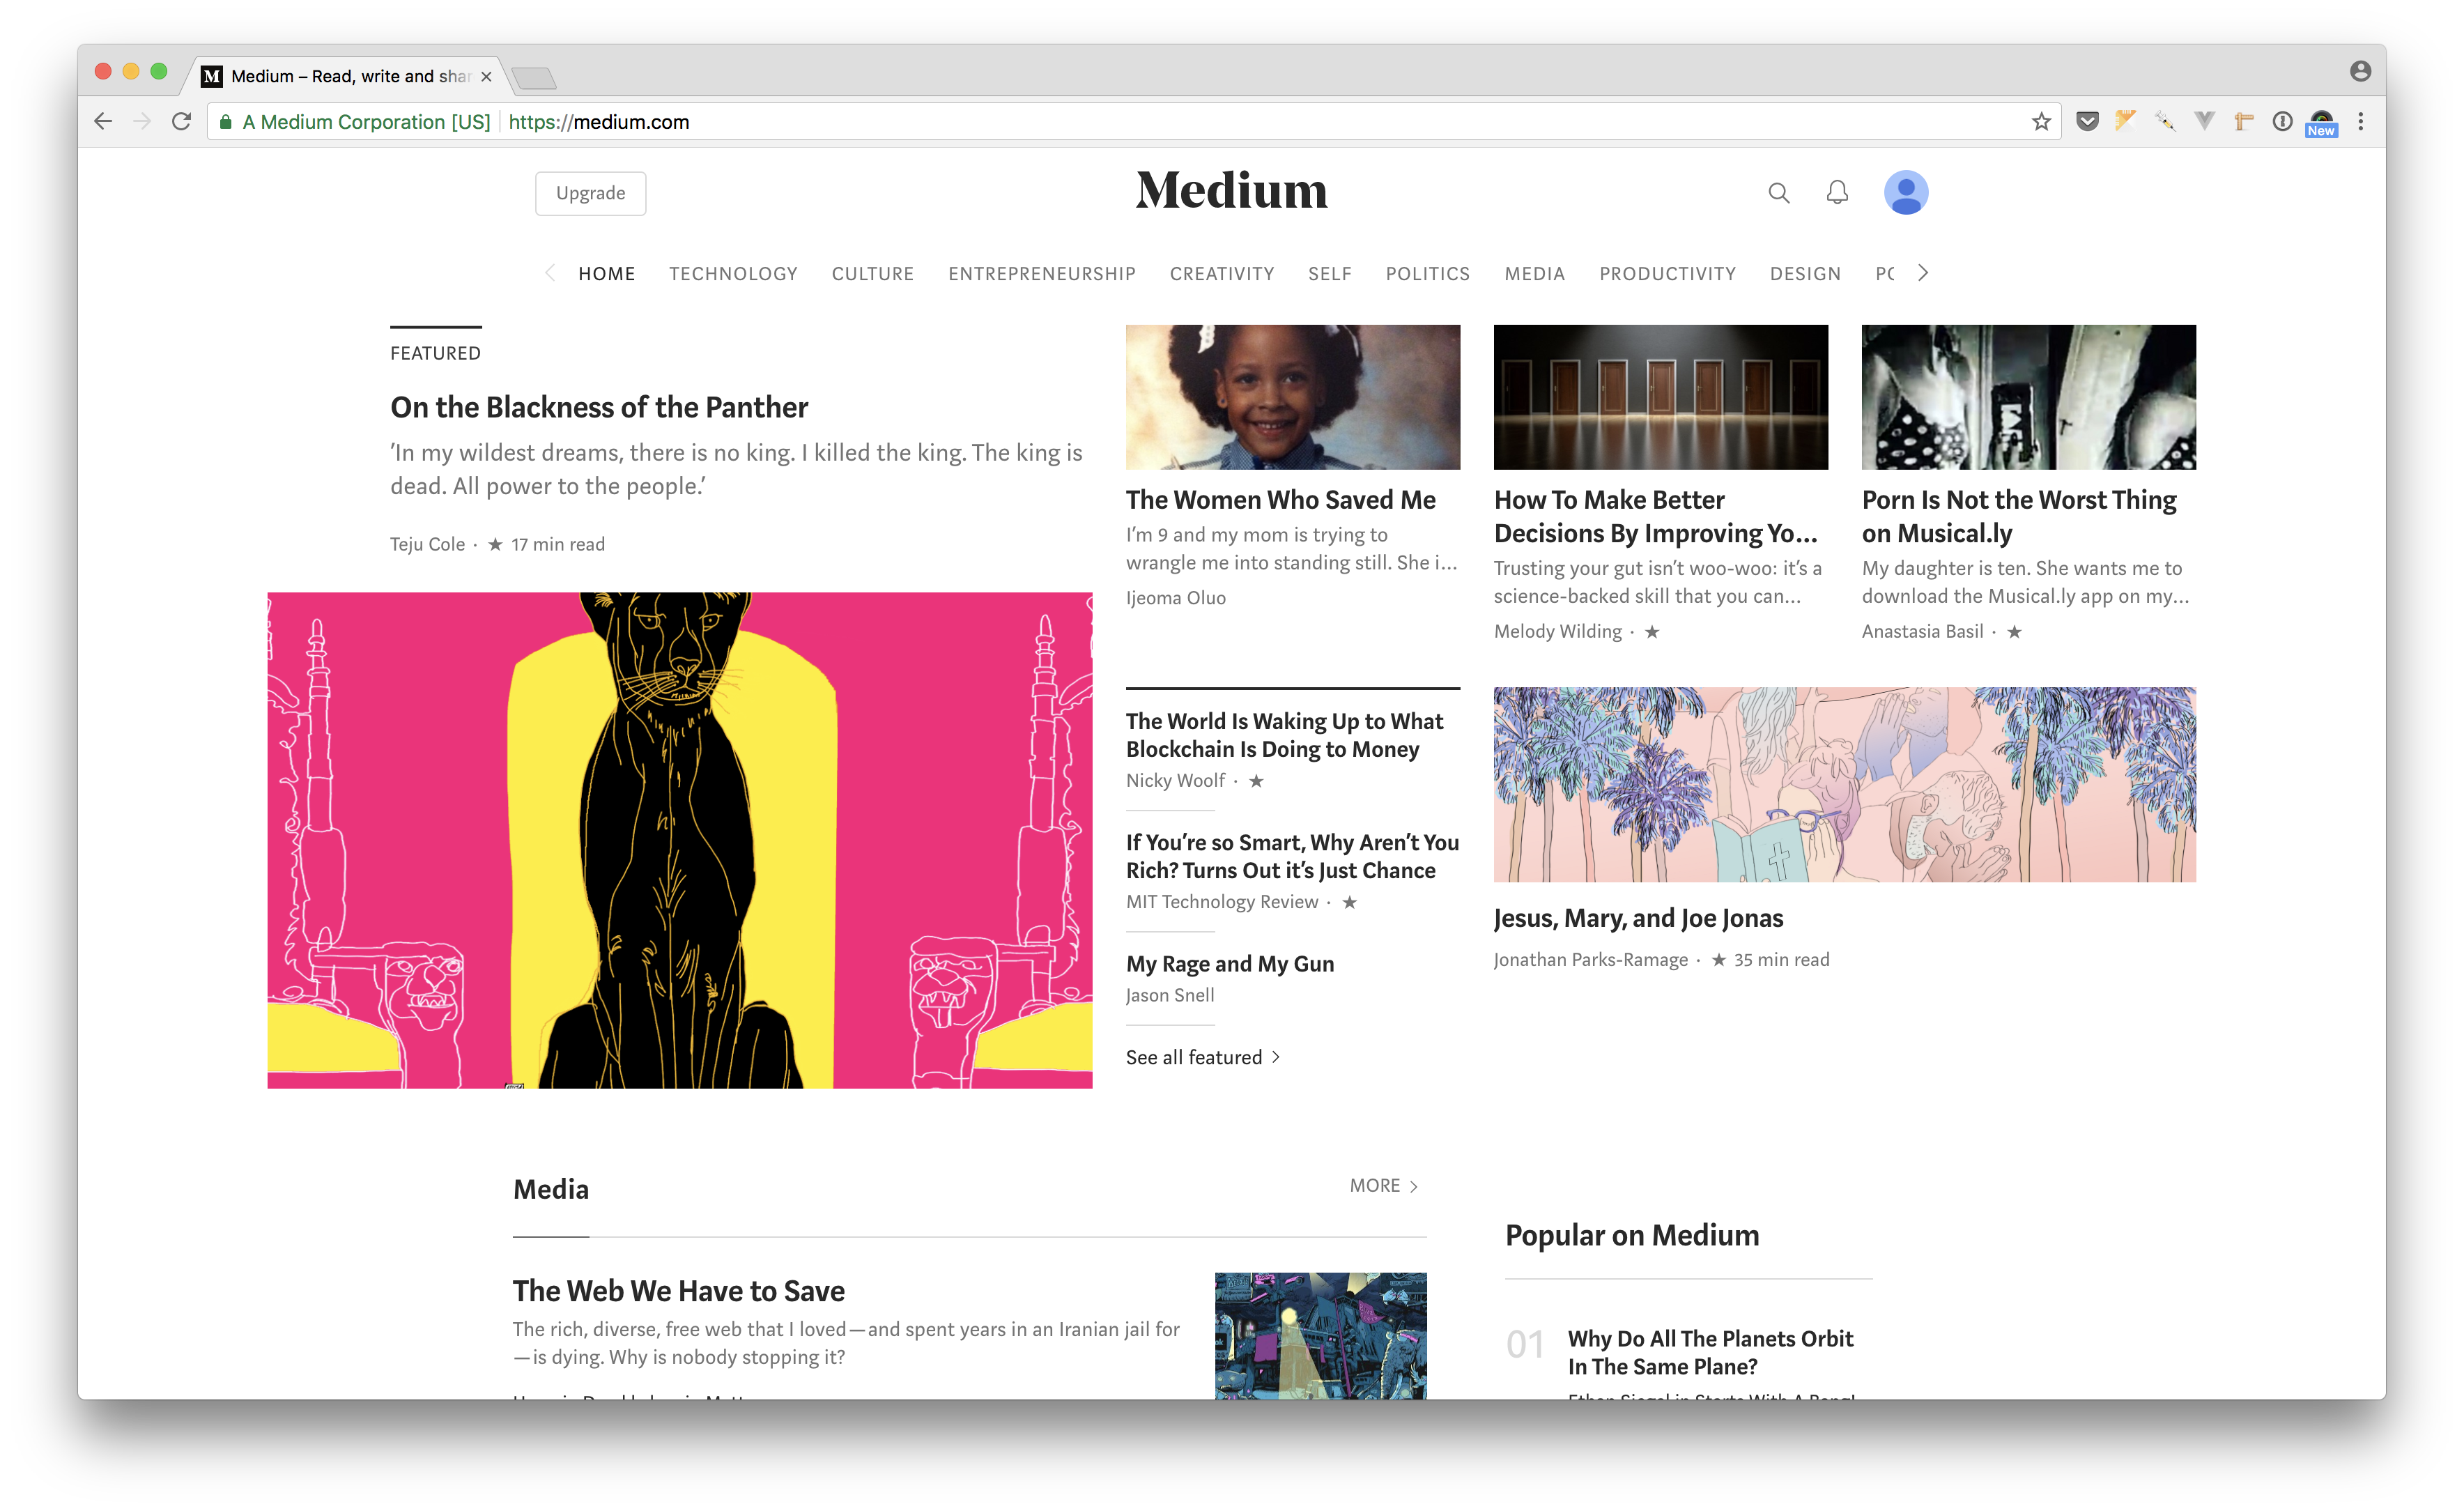 Medium – Read, write and shar
A Medium Corporation [US] https://medium.com
New
Upgrade
Medium
HOME TECHNOLOGY CULTURE ENTREPRENEURSHIP CREATIVITY SELF POLITICS MEDIA PRODUCTIVITY DESIGN
FEATURED
On the Blackness of the Panther
’In my wildest dreams, there is no king. I killed the king. The king is
dead. All power to the people.’
Teju Cole · ★ 17 min read
The Women Who Saved Me
I’m 9 and my mom is trying to
wrangle me into standing still. She i…
Ijeoma Oluo
How To Make Better
Decisions By Improving Yo…
Trusting your gut isn’t woo-woo: it’s a
science-backed skill that you can…
Melody Wilding · ★
Porn Is Not the Worst Thing
on Musical.ly
My daughter is ten. She wants me to
download the Musical.ly app on my…
Anastasia Basil · ★
The World Is Waking Up to What
Blockchain Is Doing to Money
Nicky Woolf · ★
If You’re so Smart, Why Aren’t You
Rich? Turns Out it’s Just Chance
MIT Technology Review · ★
My Rage and My Gun
Jason Snell
See all featured
Jesus, Mary, and Joe Jonas
Jonathan Parks-Ramage · ★ 35 min read
Media
MORE
The Web We Have to Save
The rich, diverse, free web that I loved — and spent years in an Iranian jail for
— is dying. Why is nobody stopping it?
Popular on Medium
01
Why Do All The Planets Orbit
In The Same Plane?